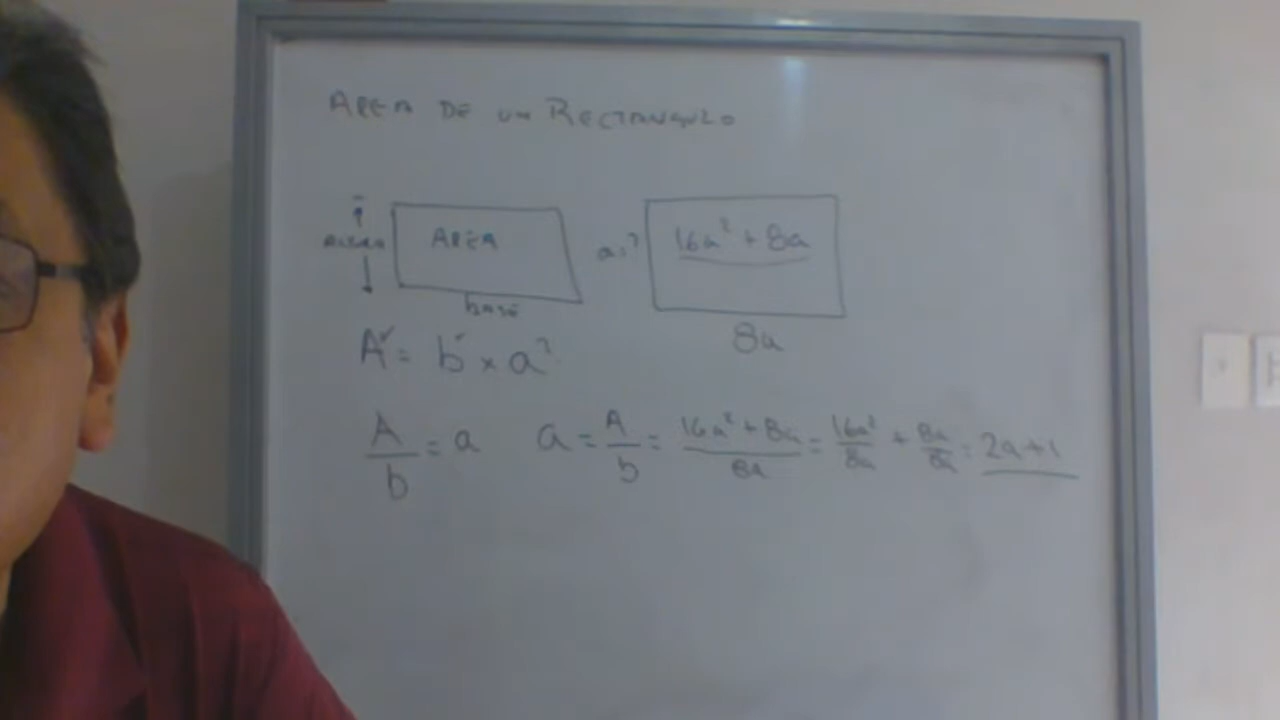 AREA DE UN RECTANGULO
ALTURA
AREA
base
a=?
16a² + 8a
8a
A = b × a?
A/b = a
a = A/b = (16a² + 8a)/8a = 16a²/8a + 8a/8a = 2a+1